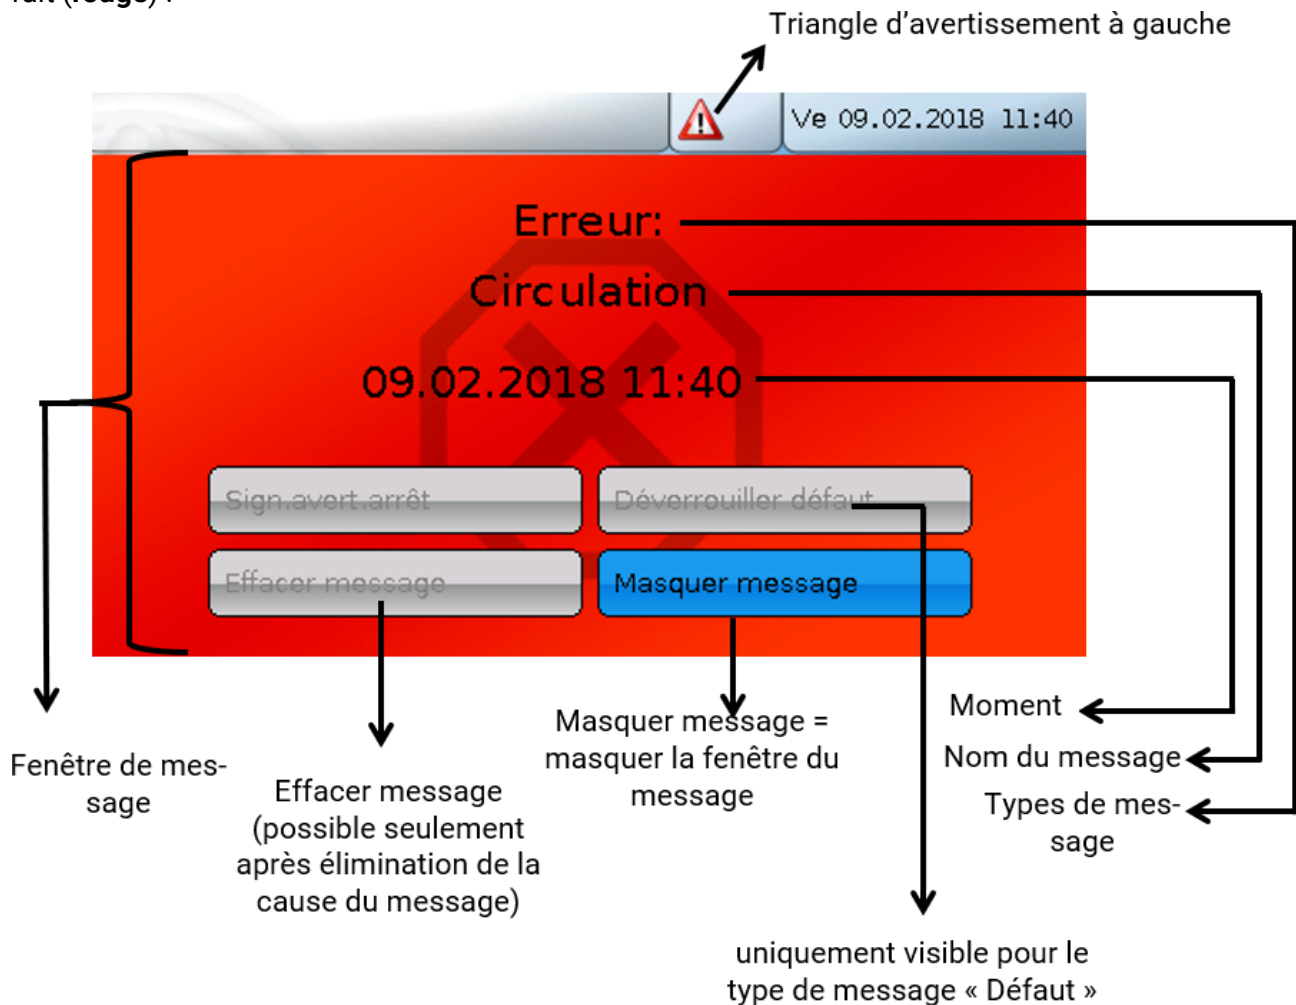 Triangle d'avertissement à gauche
Ve 09.02.2018 11:40
Erreur:
Circulation
09.02.2018 11:40
Sign.avert.arrêt
Déverrouiller défaut
Effacer message
Masquer message
Fenêtre de mes-
sage
Effacer message
(possible seulement
après élimination de la
cause du message)
Masquer message =
masquer la fenêtre du
message
Moment
Nom du message
Types de mes-
sage
uniquement visible pour le
type de message « Défaut »